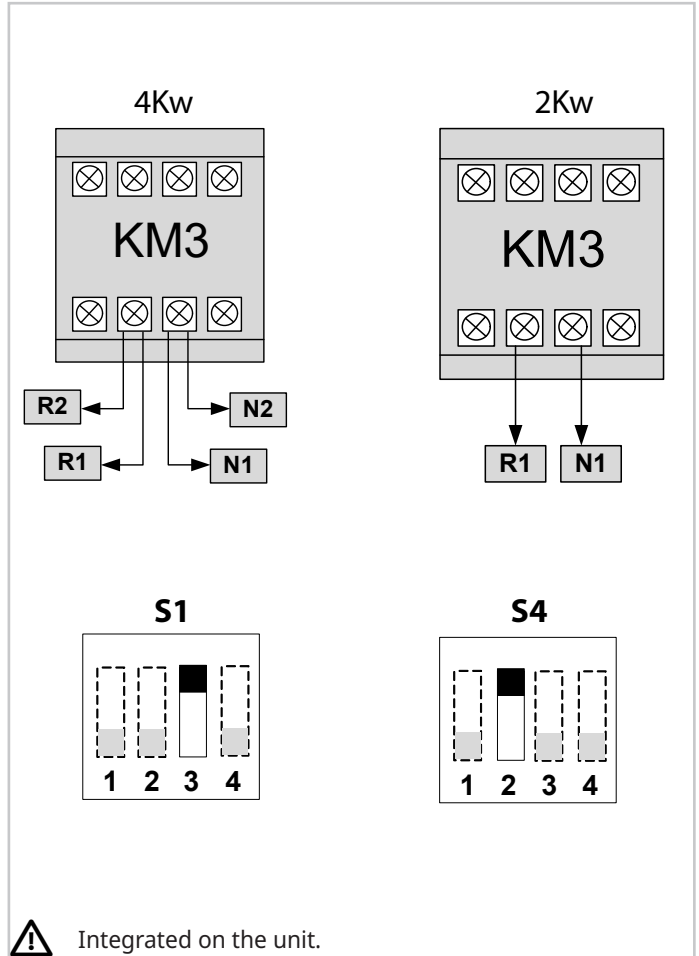 4Kw 2Kw
KM3 KM3
R2 N2
R1 N1 R1 N1
S1 S4
1 2 3 4 1 2 3 4
Integrated on the unit.